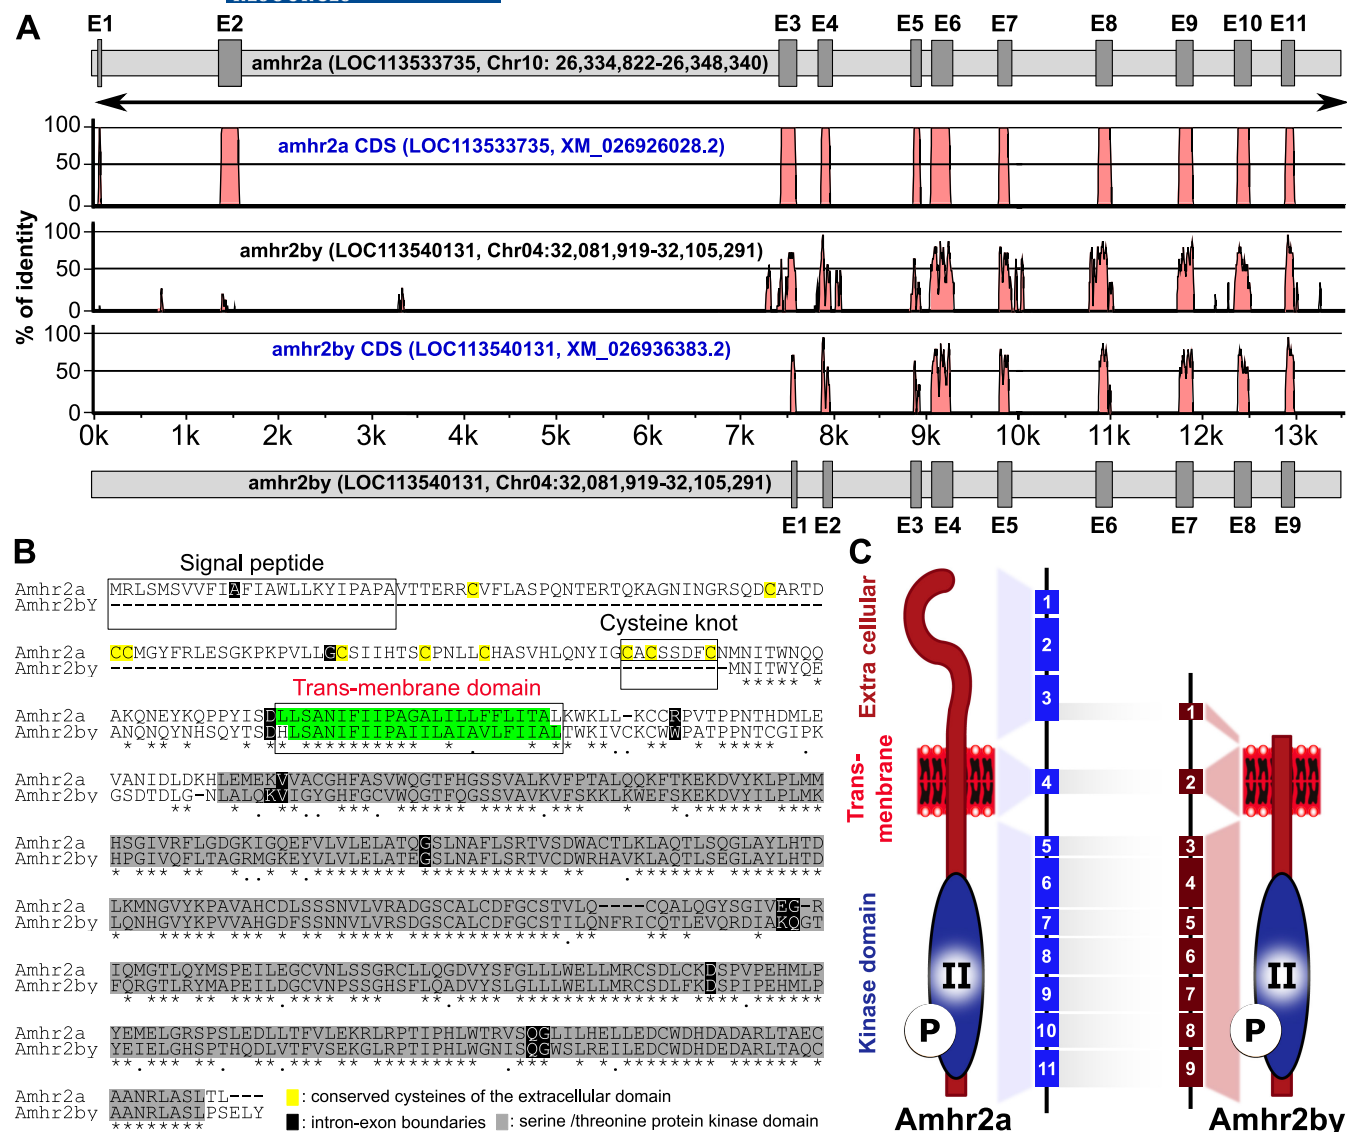 A
E1 E2 E3 E4 E5 E6 E7 E8 E9 E10 E11
amhr2a (LOC113533735, Chr10: 26,334,822-26,348,340)
100
50
0
amhr2a CDS (LOC113533735, XM_026926028.2)
% of identity
100
50
0
amhr2by (LOC113540131, Chr04:32,081,919-32,105,291)
100
50
0
amhr2by CDS (LOC113540131, XM_026936383.2)
0k 1k 2k 3k 4k 5k 6k 7k 8k 9k 10k 11k 12k 13k
amhr2by (LOC113540131, Chr04:32,081,919-32,105,291)
E1 E2 E3 E4 E5 E6 E7 E8 E9
B
Signal peptide
Amhr2a MRLSMSVVFIAFIAWLLKYIPAPAVTTERRCVFLASPQNTERTQKAGNINGRSQDCARTD
Amhr2bY ------------------------------------------------------------
Cysteine knot
Amhr2a CCMGYFRLESGKPKPVLLGCSIIHTSCPNLLCHASVHLQNYIGCACSSDFCNMNITWNQQ
Amhr2by ----------------------------------------------------MNITWYQE
***** *
Trans-menbrane domain
Amhr2a AKQNEYKQPPYISDLLSANIFIIPAGALILLFFLITALKWKLL-KCCRPVTPPNTHDMLE
Amhr2by ANQNQYNHSQYTSDHLSANIFIIPAIILAIAVLFIIALTWKIVCKCWWPATPPNTCGIPK
Amhr2a VANIDLDKHLEMEKVVACGHFASVWQGTFHGSSVALKVFPTALQQKFTKEKDVYKLPLMM
Amhr2by GSDTDLG-NLALQKVIGYGHFGCVWQGTFQGSSVAVKVFSKKLKWEFSKEKDVYILPLMK
Amhr2a HSGIVRFLGDGKIGQEFVLVLELATQGSLNAFLSRTVSDWACTLKLAQSLSQGLAYLHTD
Amhr2by HPGIVQFLTAGRMGKEYVLVLELATEGSLNAFLSRTVCDWRHAVKLAQTLSEGLAYLHTD
Amhr2a LKMNGVYKPVVAHCDLSSSNVLVRADGSCALCDFGCSTVLQ----CQALQGYSGIVEG-R
Amhr2by LQNHGVYKPVVAHGDFSSNNVLVRSDGSCALCDFGCSTILQNFRICQTLEVQRDIAKQGT
Amhr2a IQMGTLQYMSPEILEGCVNLSSGRCLLQGDVYSFGLLLWELLMRCSDLCKDSPVPEHMLP
Amhr2by FQRGTLRYMAPEILDGCVNPSSGHSFLQADVYSLGLLLWELLMRCSDLFKDSPIPEHMLP
Amhr2a YEMELGRSPSLEDLLTFVLEKRLRPTIPHLWTRVSQGLILHELLEDCWDHDADARLTAEC
Amhr2by YEIELGHSPTHQDLVTFVSEKGLRPTIPHLWGNISQGWSLREILEDCWDHDEDARLTAQC
Amhr2a AANRLASLTL---
Amhr2by AANRLASLPSELY
********
: conserved cysteines of the extracellular domain
: intron-exon boundaries : serine /threonine protein kinase domain
C
Extra cellular
Trans-
menbrane
Kinase domain
1
2
3
4
5
6
7
8
9
10
11
1
2
3
4
5
6
7
8
9
II
P
II
P
Amhr2a Amhr2by